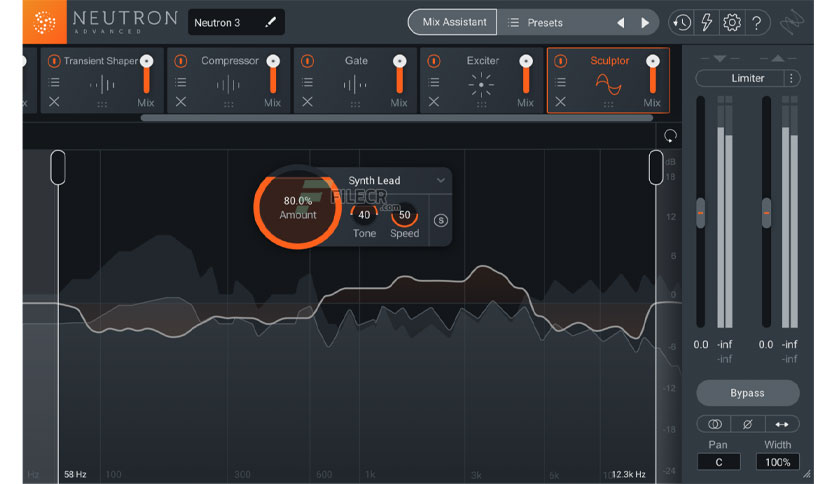 NEUTRON
ADVANCED
Neutron 3
Mix Assistant
Presets
?
x
Transient Shaper
Mix
Compressor
Mix
Gate
Mix
Exciter
Mix
Sculptor
Mix
Limiter
Synth Lead
80.0%
Amount
40
Tone
50
Speed
S
FILECR
.com
dB
18
12
6
0
-6
-12
-18
-24
0.0
-inf
-inf
0.0
-inf
-inf
Bypass
Pan
C
Width
100%
Hz
58 Hz
100
300
600
1k
3k
6k
12.3k Hz